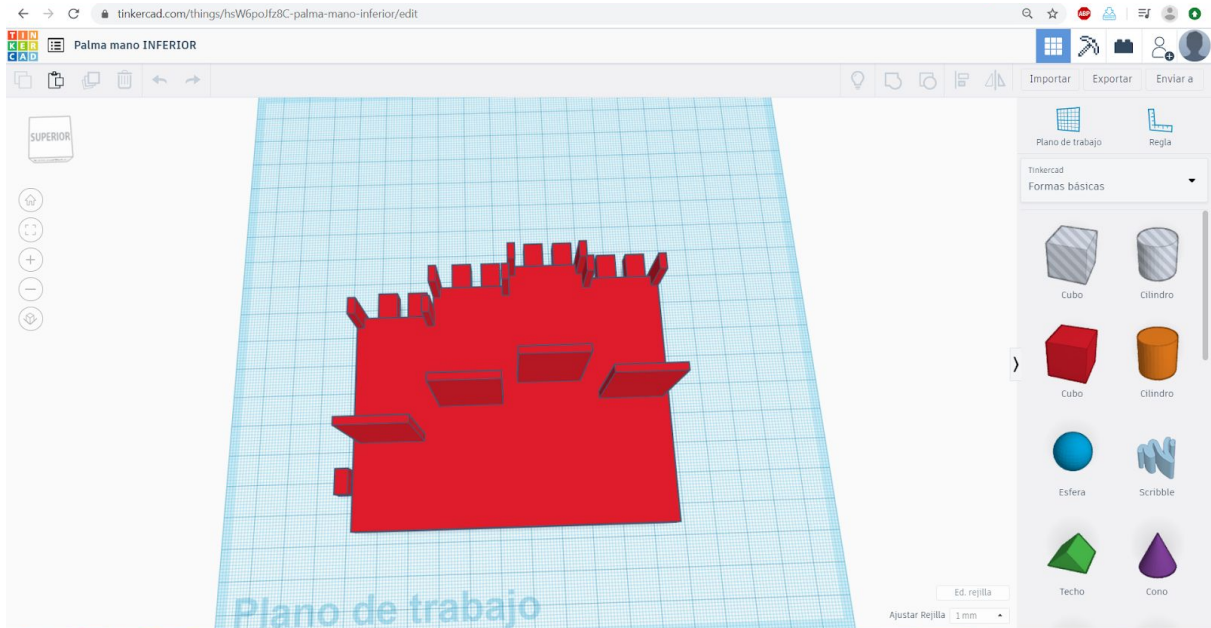 tinkercad.com/things/hsW6poJfz8C-palma-mano-inferior/edit
ABP
TIN
KER
CAD
Palma mano INFERIOR
Importar
Exportar
Enviar a
SUPERIOR
Plano de trabajo
Regla
Tinkercad
Formas básicas
Cubo
Cilindro
Cubo
Cilindro
Esfera
Scribble
Techo
Cono
Plano de trabajo
Ed. rejilla
Ajustar Rejilla 1 mm